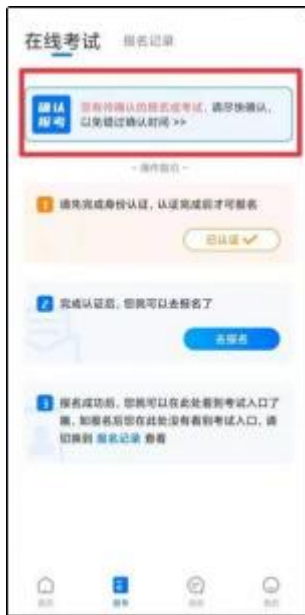 在线考试 报名记录
确认
报考
您有待确认的报名或考试，请尽快确认，
以免错过确认时间 >>
- 操作指引 -
1 请先完成身份认证，认证完成后才可报名
已认证
2 完成认证后，您就可以去报名了
去报名
3 报名成功后，您就可以在此处看到考试入口了
哦，如报名后您在此处没有看到考试入口，请
切换到 报名记录 查看
首页 报考 我的